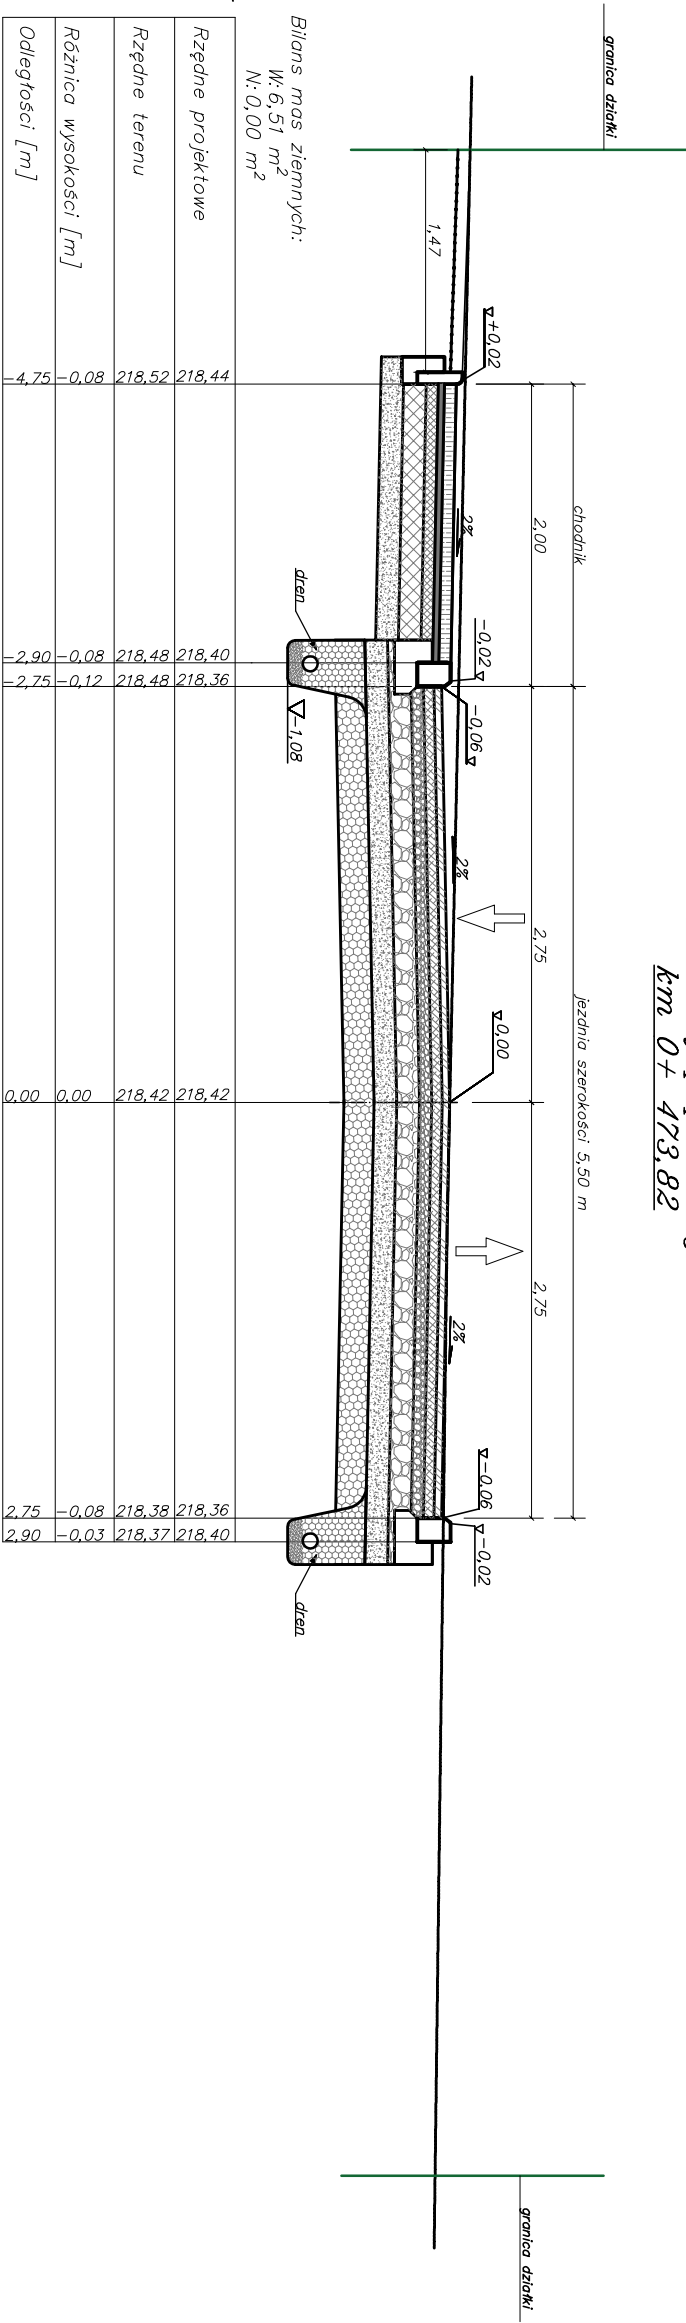 km 0+ 473,82
granica działki
granica działki
chodnik
jezdnia szerokości 5,50 m
2,00
2,75
2,75
1,47
+0,02
2%
-0,02
-0,06
2%
0,00
2%
-0,06
-0,02
dren
-1,08
dren
Bilans mas ziemnych:
W: 6,51 m²
N: 0,00 m²
Rzędne projektowe 218,44 218,40 218,36 218,42 218,36 218,40
Rzędne terenu 218,52 218,48 218,48 218,42 218,38 218,37
Różnica wysokości [m] -0,08 -0,08 -0,12 0,00 -0,08 -0,03
Odległości [m] -4,75 -2,90 -2,75 0,00 2,75 2,90